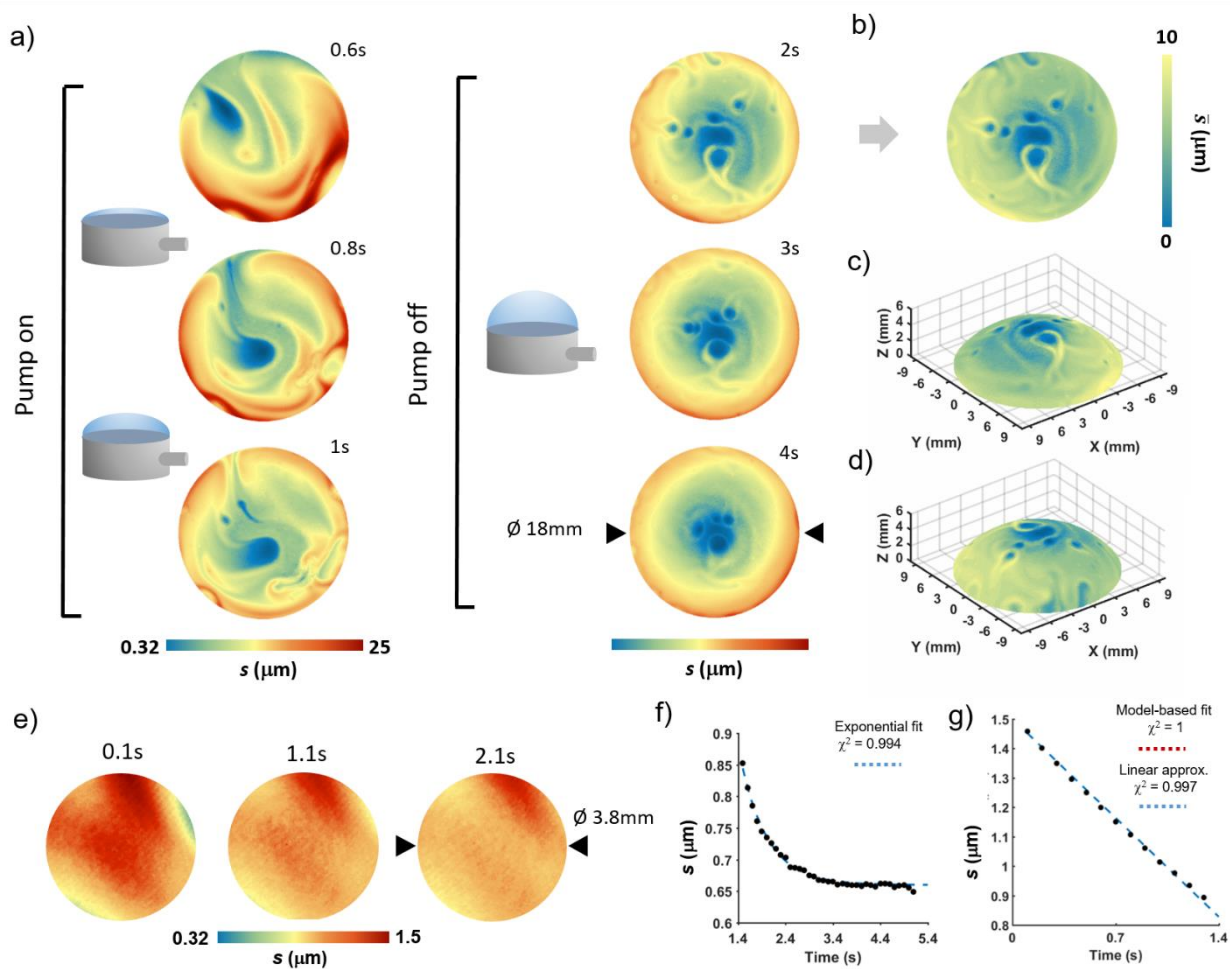 a)
0.6s
0.8s
1s
Pump on
0.32
25
s (μm)
2s
3s
4s
Pump off
Ø 18mm
s (μm)
b)
10
0
s̄ (μm)
c)
Z (mm)
6
4
2
0
-9
-6
-3
0
3
6
9
Y (mm)
9
6
3
0
-3
-6
-9
X (mm)
d)
Z (mm)
6
4
2
0
9
6
3
0
-3
-6
-9
Y (mm)
-9
-6
-3
0
3
6
9
X (mm)
e)
0.1s
1.1s
2.1s
Ø 3.8mm
0.32
1.5
s (μm)
f)
Exponential fit
χ² = 0.994
0.9
0.85
0.8
0.75
0.7
0.65
0.6
s (μm)
1.4
2.4
3.4
4.4
5.4
Time (s)
g)
Model-based fit
χ² = 1
Linear approx.
χ² = 0.997
1.5
1.4
1.3
1.2
1.1
1
0.9
0.8
s (μm)
0
0.7
1.4
Time (s)